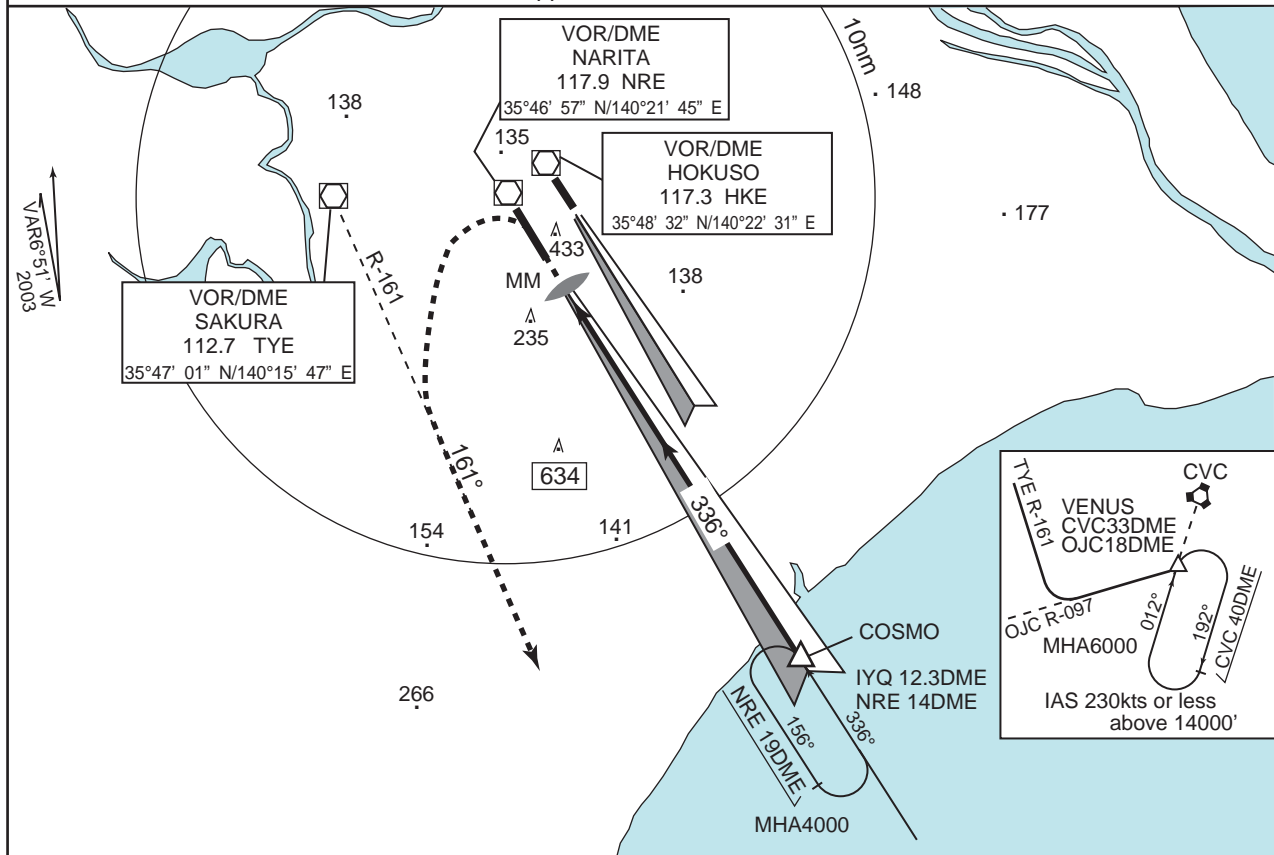 VOR/DME
NARITA
117.9 NRE
35°46' 57” N/140°21' 45” E
10nm
148
138
135
VOR/DME
HOKUSO
117.3 HKE
35°48' 32” N/140°22' 31” E
177
VAR6°51' W
2003
R-161
433
MM
138
235
VOR/DME
SAKURA
112.7 TYE
35°47' 01” N/140°15' 47” E
161°
634
336°
154
141
TYE R-161
CVC
VENUS
CVC33DME
OJC18DME
OJC R-097
012°
192°
CVC 40DME
MHA6000
IAS 230kts or less
above 14000'
COSMO
IYQ 12.3DME
NRE 14DME
266
NRE 19DME
156°
336°
MHA4000